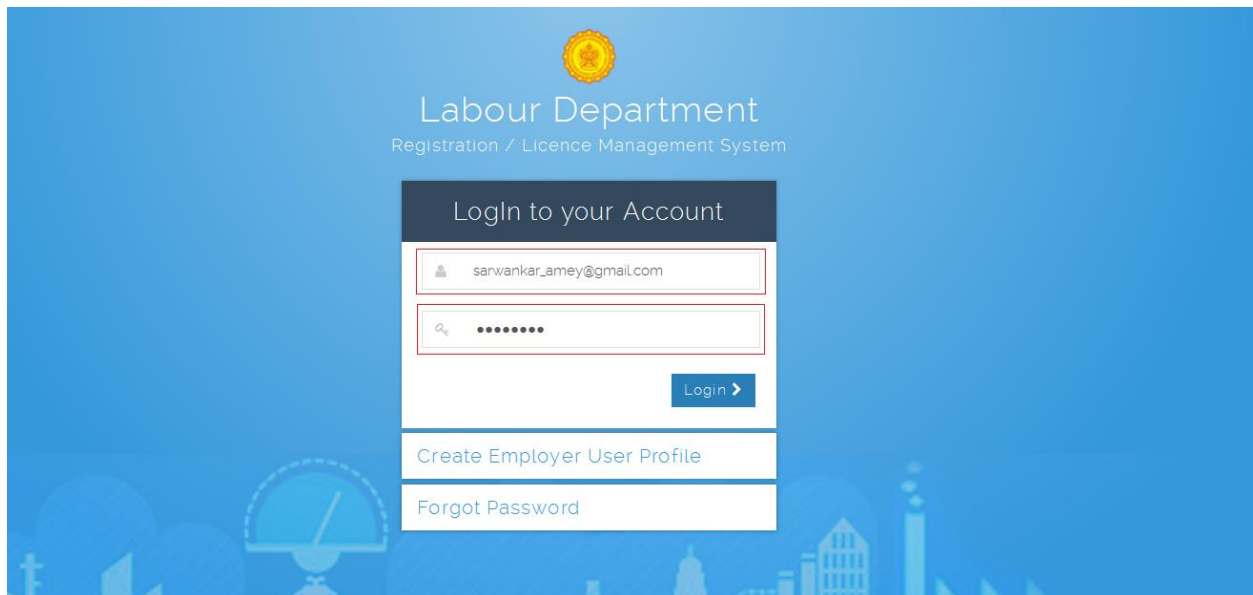 Labour Department
Registration / Licence Management System
LogIn to your Account
sarwankar_amey@gmail.com
••••••••
Login
Create Employer User Profile
Forgot Password